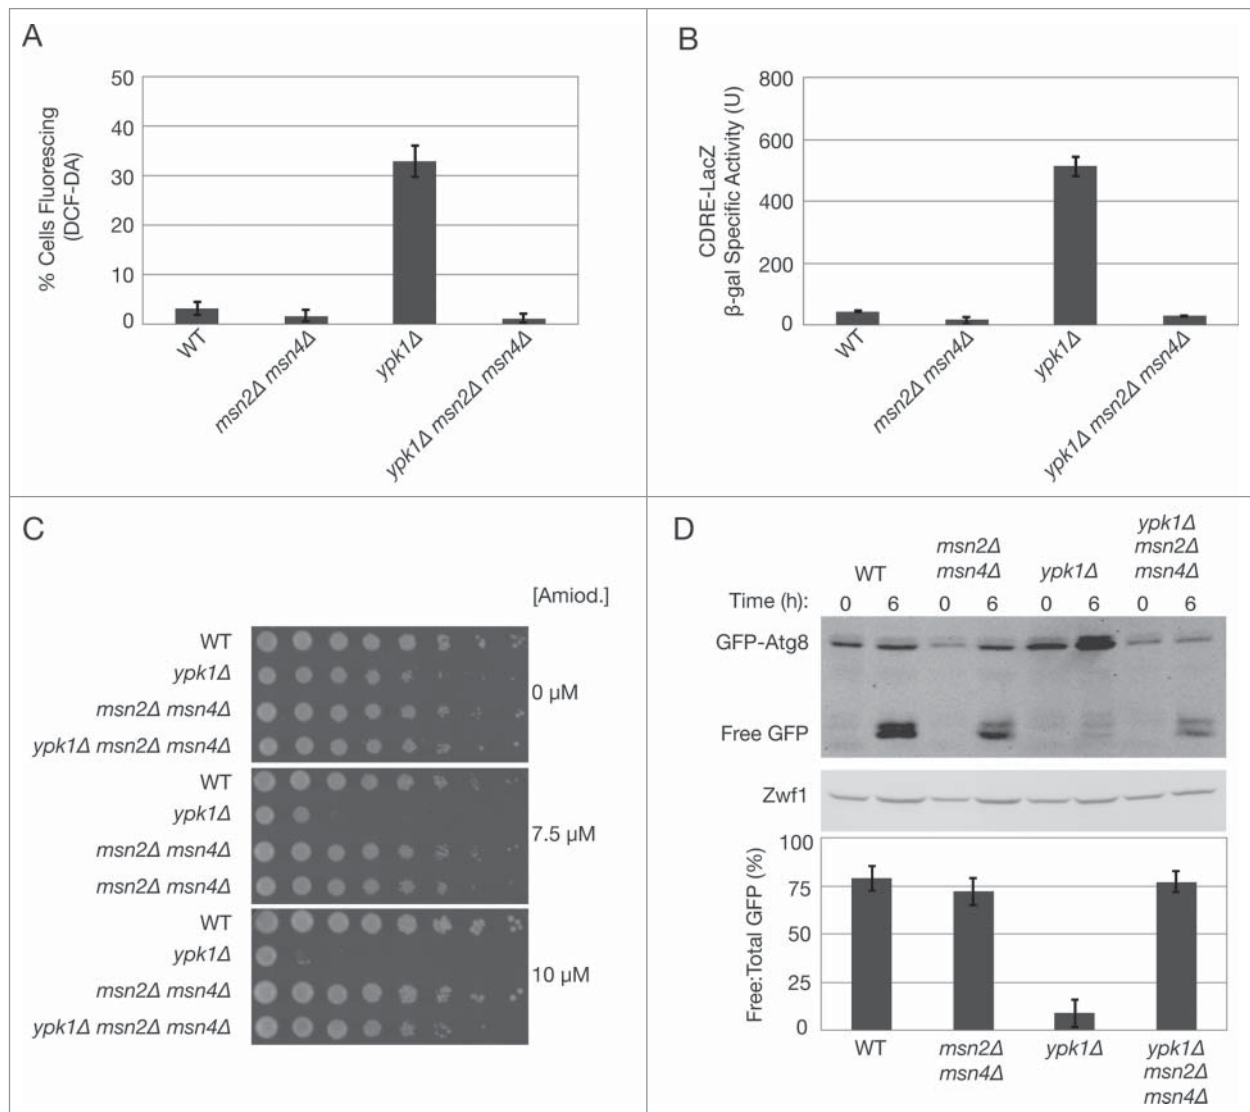 A
% Cells Fluorescing
(DCF-DA)
50
40
30
20
10
0
WT
msn2Δ msn4Δ
ypk1Δ
ypk1Δ msn2Δ msn4Δ
B
CDRE-LacZ
β-gal Specific Activity (U)
800
600
400
200
0
WT
msn2Δ msn4Δ
ypk1Δ
ypk1Δ msn2Δ msn4Δ
C
[Amiod.]
WT
ypk1Δ
msn2Δ msn4Δ
ypk1Δ msn2Δ msn4Δ
0 µM
WT
ypk1Δ
msn2Δ msn4Δ
msn2Δ msn4Δ
7.5 µM
WT
ypk1Δ
msn2Δ msn4Δ
ypk1Δ msn2Δ msn4Δ
10 µM
D
WT
msn2Δ
msn4Δ
ypk1Δ
ypk1Δ
msn2Δ
msn4Δ
Time (h): 0 6 0 6 0 6 0 6
GFP-Atg8
Free GFP
Zwf1
Free:Total GFP (%)
100
75
50
25
0
WT
msn2Δ
msn4Δ
ypk1Δ
ypk1Δ
msn2Δ
msn4Δ